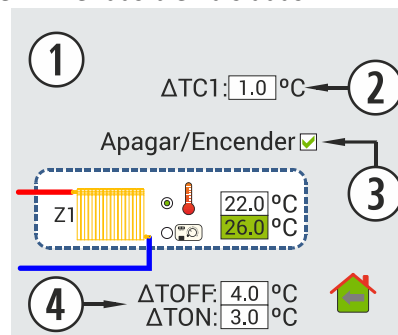 1
ΔTC1: 1.0 ºC
2
Apagar/Encender
3
Z1
22.0 ºC
26.0 ºC
4
ΔTOFF: 4.0 ºC
ΔTON: 3.0 ºC